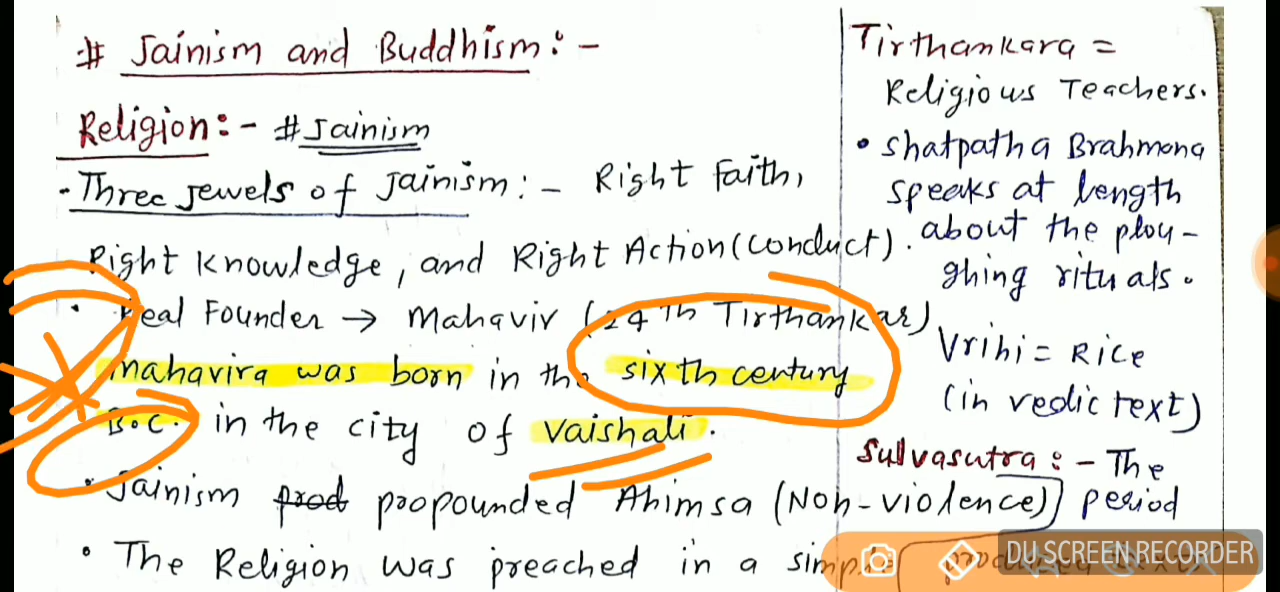 # Jainism and Buddhism:-
Religion:- #Jainism
-Three Jewels of Jainism:- Right Faith,
Right Knowledge, and Right Action(Conduct).
• Real Founder → Mahavir (24th Tirthankar)
Mahavira was born in the sixth century
B.C. in the city of Vaishali.
• Jainism prod propounded Ahimsa (Non-violence)
• The Religion was preached in a simple
Tirthankara =
Religious Teachers.
• Shatpatha Brahmana
speaks at length
about the plou-
ghing rituals.
Vrihi = Rice
(in vedic text)
Sulvasutra:- The
period
DU SCREEN RECORDER